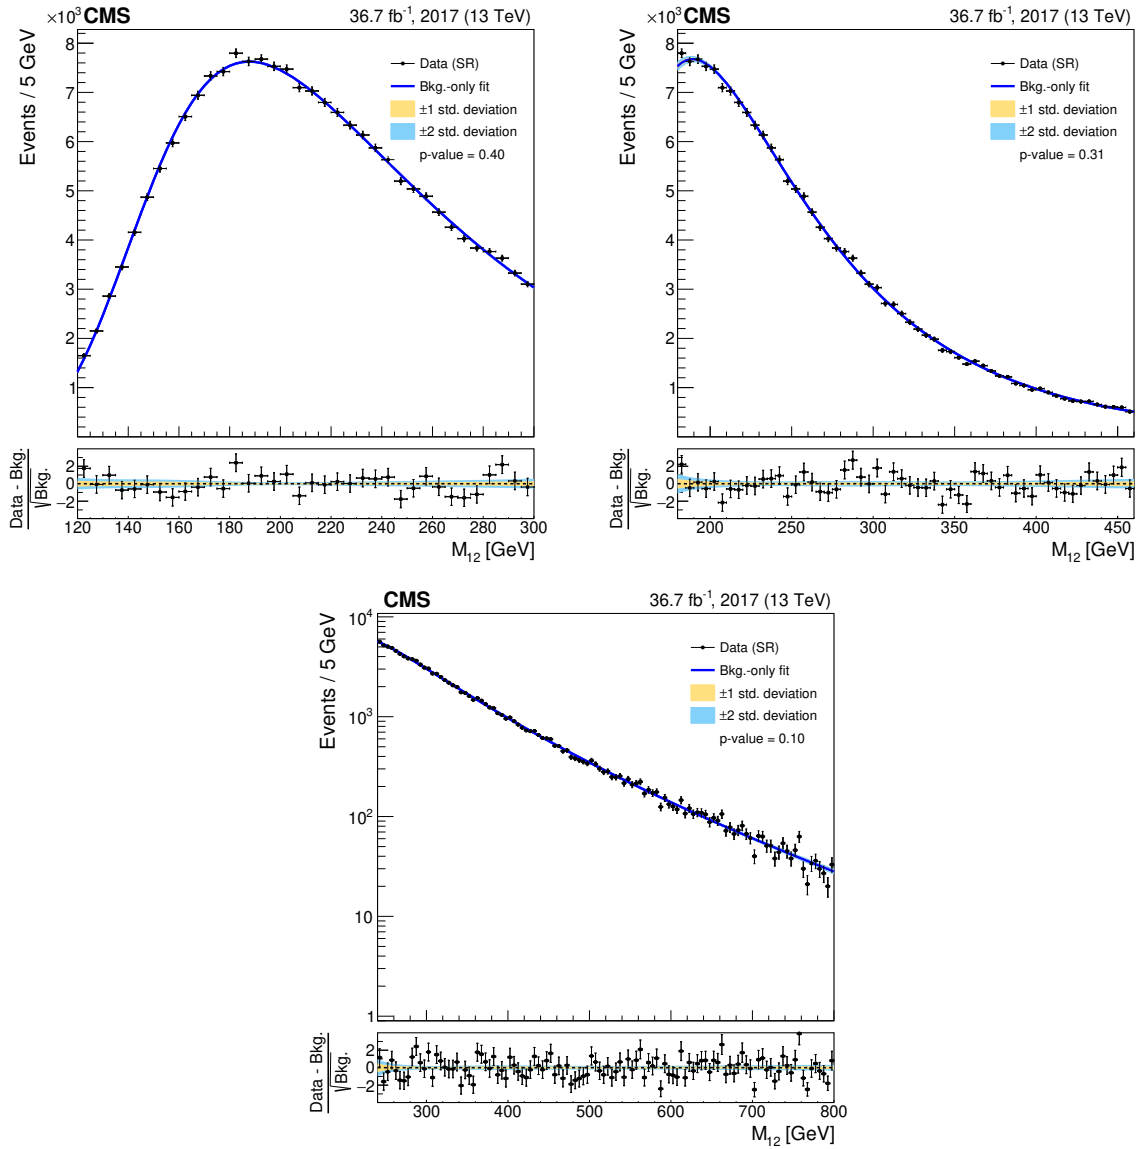 ×10³ CMS 36.7 fb⁻¹, 2017 (13 TeV)
Events / 5 GeV
8
7
6
5
4
3
2
1
Data (SR)
Bkg.-only fit
±1 std. deviation
±2 std. deviation
p-value = 0.40
Data - Bkg.
√Bkg.
2
0
−2
120 140 160 180 200 220 240 260 280 300
M₁₂ [GeV]
×10³ CMS 36.7 fb⁻¹, 2017 (13 TeV)
Events / 5 GeV
8
7
6
5
4
3
2
1
Data (SR)
Bkg.-only fit
±1 std. deviation
±2 std. deviation
p-value = 0.31
Data - Bkg.
√Bkg.
2
0
−2
200 250 300 350 400 450
M₁₂ [GeV]
CMS 36.7 fb⁻¹, 2017 (13 TeV)
Events / 5 GeV
10⁴
10³
10²
10
1
Data (SR)
Bkg.-only fit
±1 std. deviation
±2 std. deviation
p-value = 0.10
Data - Bkg.
√Bkg.
2
0
−2
300 400 500 600 700 800
M₁₂ [GeV]